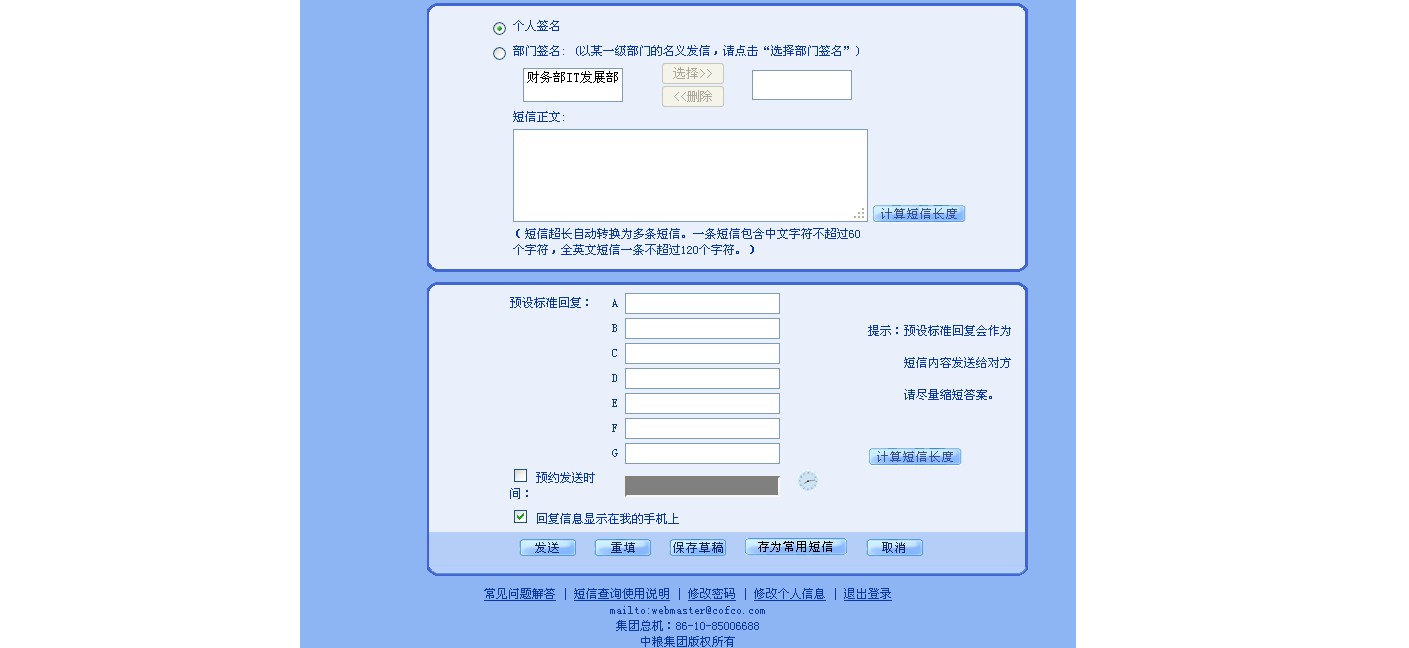 个人签名
部门签名:（以某一级部门的名义发信，请点击“选择部门签名”）
财务部IT发展部
选择>>
<<删除
短信正文:
计算短信长度
（短信超长自动转换为多条短信。一条短信包含中文字符不超过60
个字符，全英文短信一条不超过120个字符。）
预设标准回复：
A
B
C
D
E
F
G
提示：预设标准回复会作为
短信内容发送给对方
请尽量缩短答案。
计算短信长度
预约发送时
间：
回复信息显示在我的手机上
发送 重填 保存草稿 存为常用短信 取消
常见问题解答 | 短信查询使用说明 | 修改密码 | 修改个人信息 | 退出登录
mailto:webmaster@cofco.com
集团总机：86-10-85006688
中粮集团版权所有